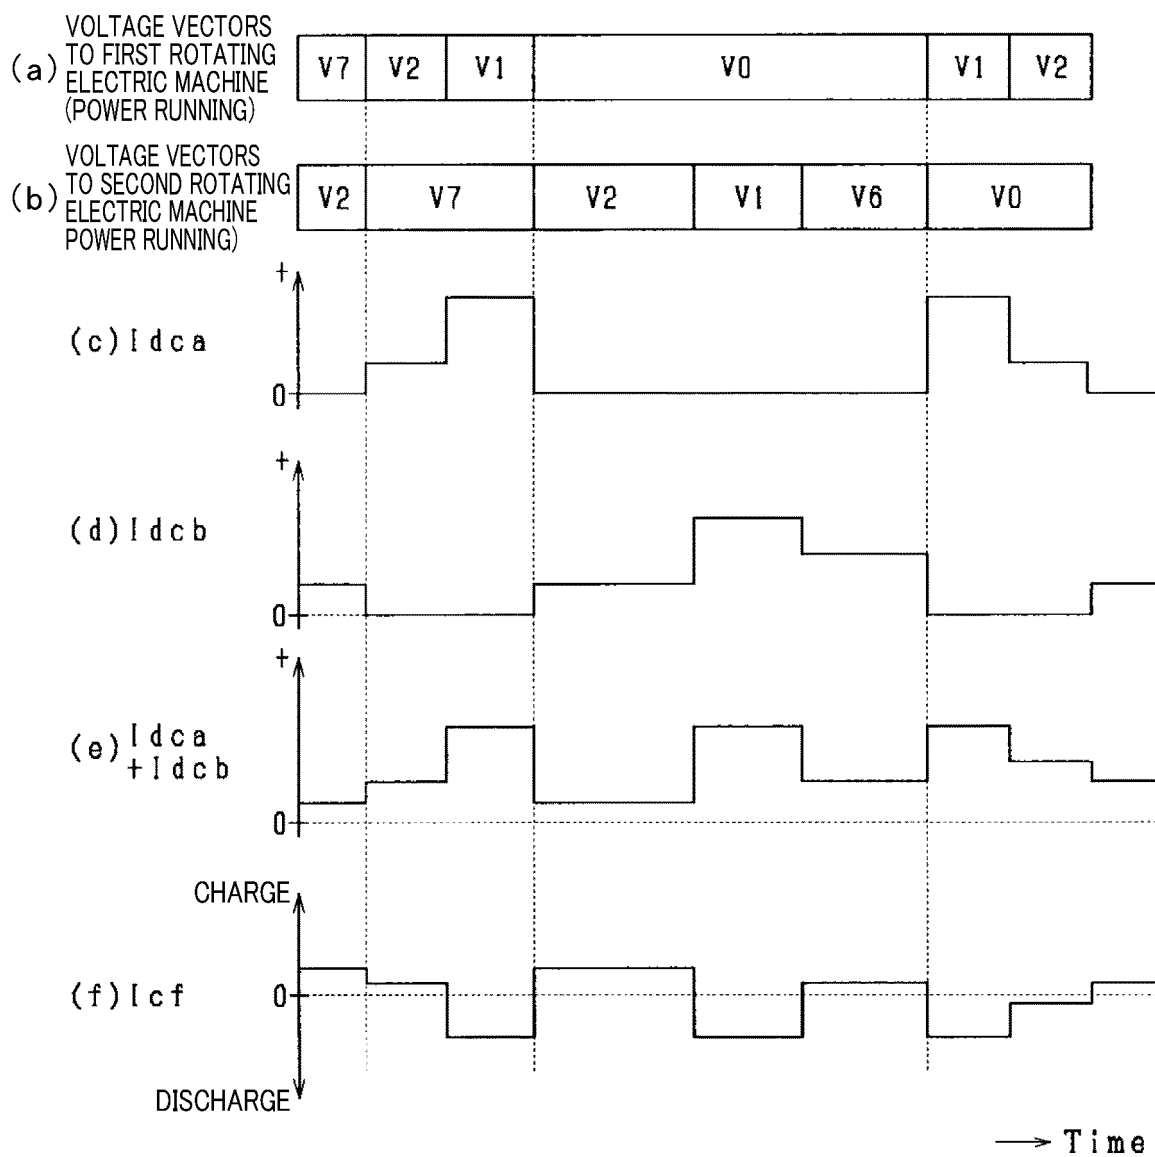 (a) VOLTAGE VECTORS
TO FIRST ROTATING
ELECTRIC MACHINE
(POWER RUNNING)
V7 V2 V1 V0 V1 V2
(b) VOLTAGE VECTORS
TO SECOND ROTATING
ELECTRIC MACHINE
POWER RUNNING)
V2 V7 V2 V1 V6 V0
+
(c) Idca
0
+
(d) Idcb
0
+
(e) Idca
+Idcb
0
CHARGE
(f) Icf
0
DISCHARGE
Time